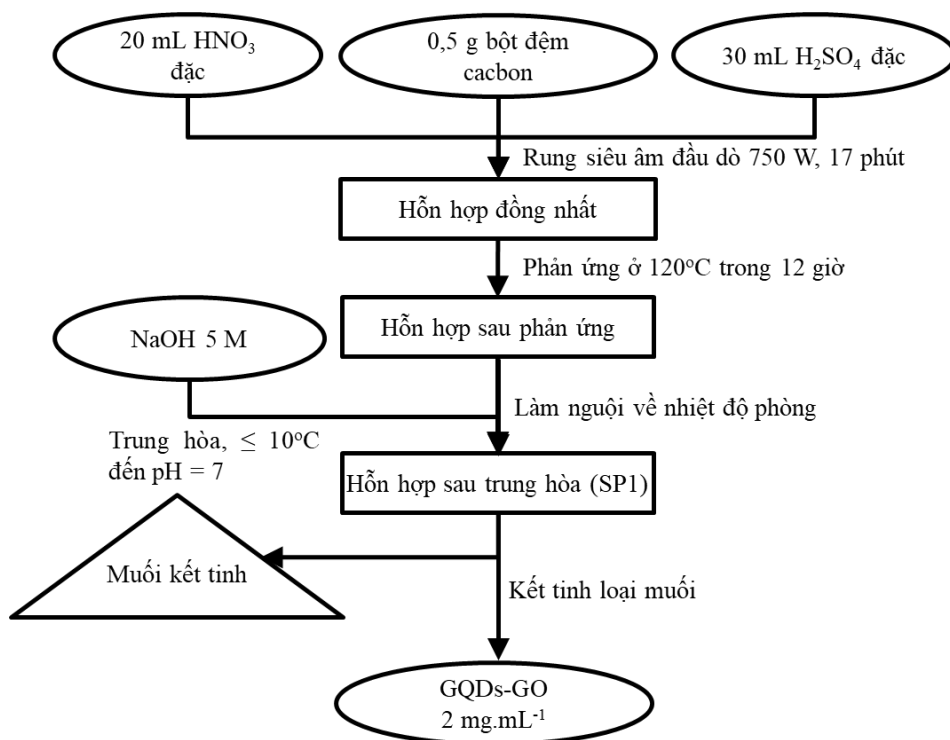 20 mL HNO₃
đặc
0,5 g bột đệm
cacbon
30 mL H₂SO₄ đặc
Rung siêu âm đầu dò 750 W, 17 phút
Hỗn hợp đồng nhất
Phản ứng ở 120°C trong 12 giờ
NaOH 5 M
Hỗn hợp sau phản ứng
Làm nguội về nhiệt độ phòng
Trung hòa, ≤ 10°C
đến pH = 7
Hỗn hợp sau trung hòa (SP1)
Muối kết tinh
Kết tinh loại muối
GQDs-GO
2 mg.mL⁻¹